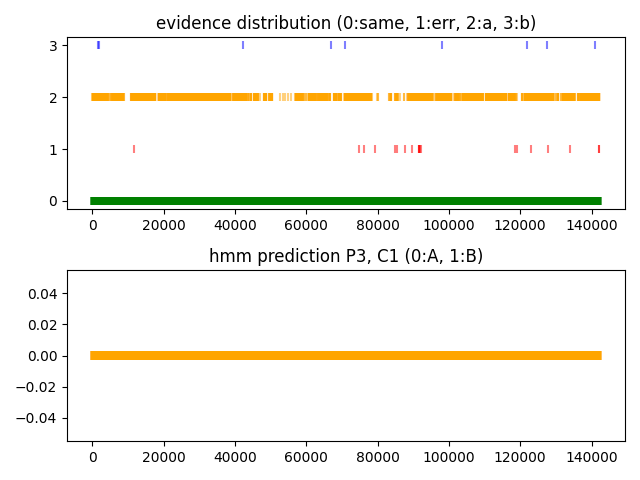 evidence distribution (0:same, 1:err, 2:a, 3:b)
3
2
1
0
0 20000 40000 60000 80000 100000 120000 140000
hmm prediction P3, C1 (0:A, 1:B)
0.04
0.02
0.00
−0.02
−0.04
0 20000 40000 60000 80000 100000 120000 140000